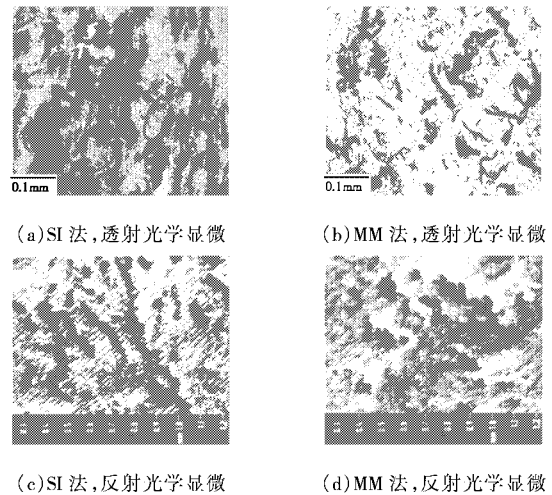 0.1mm
0.1mm
(a)SI 法,透射光学显微
(b)MM 法,透射光学显微
(c)SI 法,反射光学显微
(d)MM 法,反射光学显微